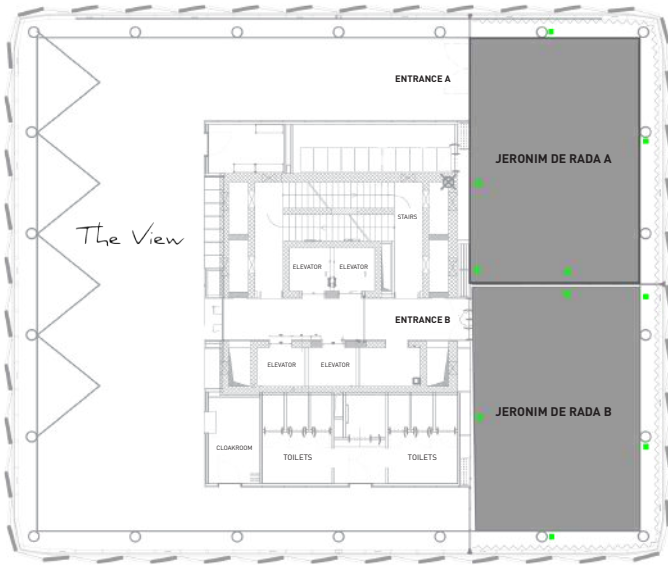 ENTRANCE A
JERONIM DE RADA A
STAIRS
The View
ELEVATOR
ELEVATOR
ENTRANCE B
ELEVATOR
ELEVATOR
JERONIM DE RADA B
CLOAKROOM
TOILETS
TOILETS